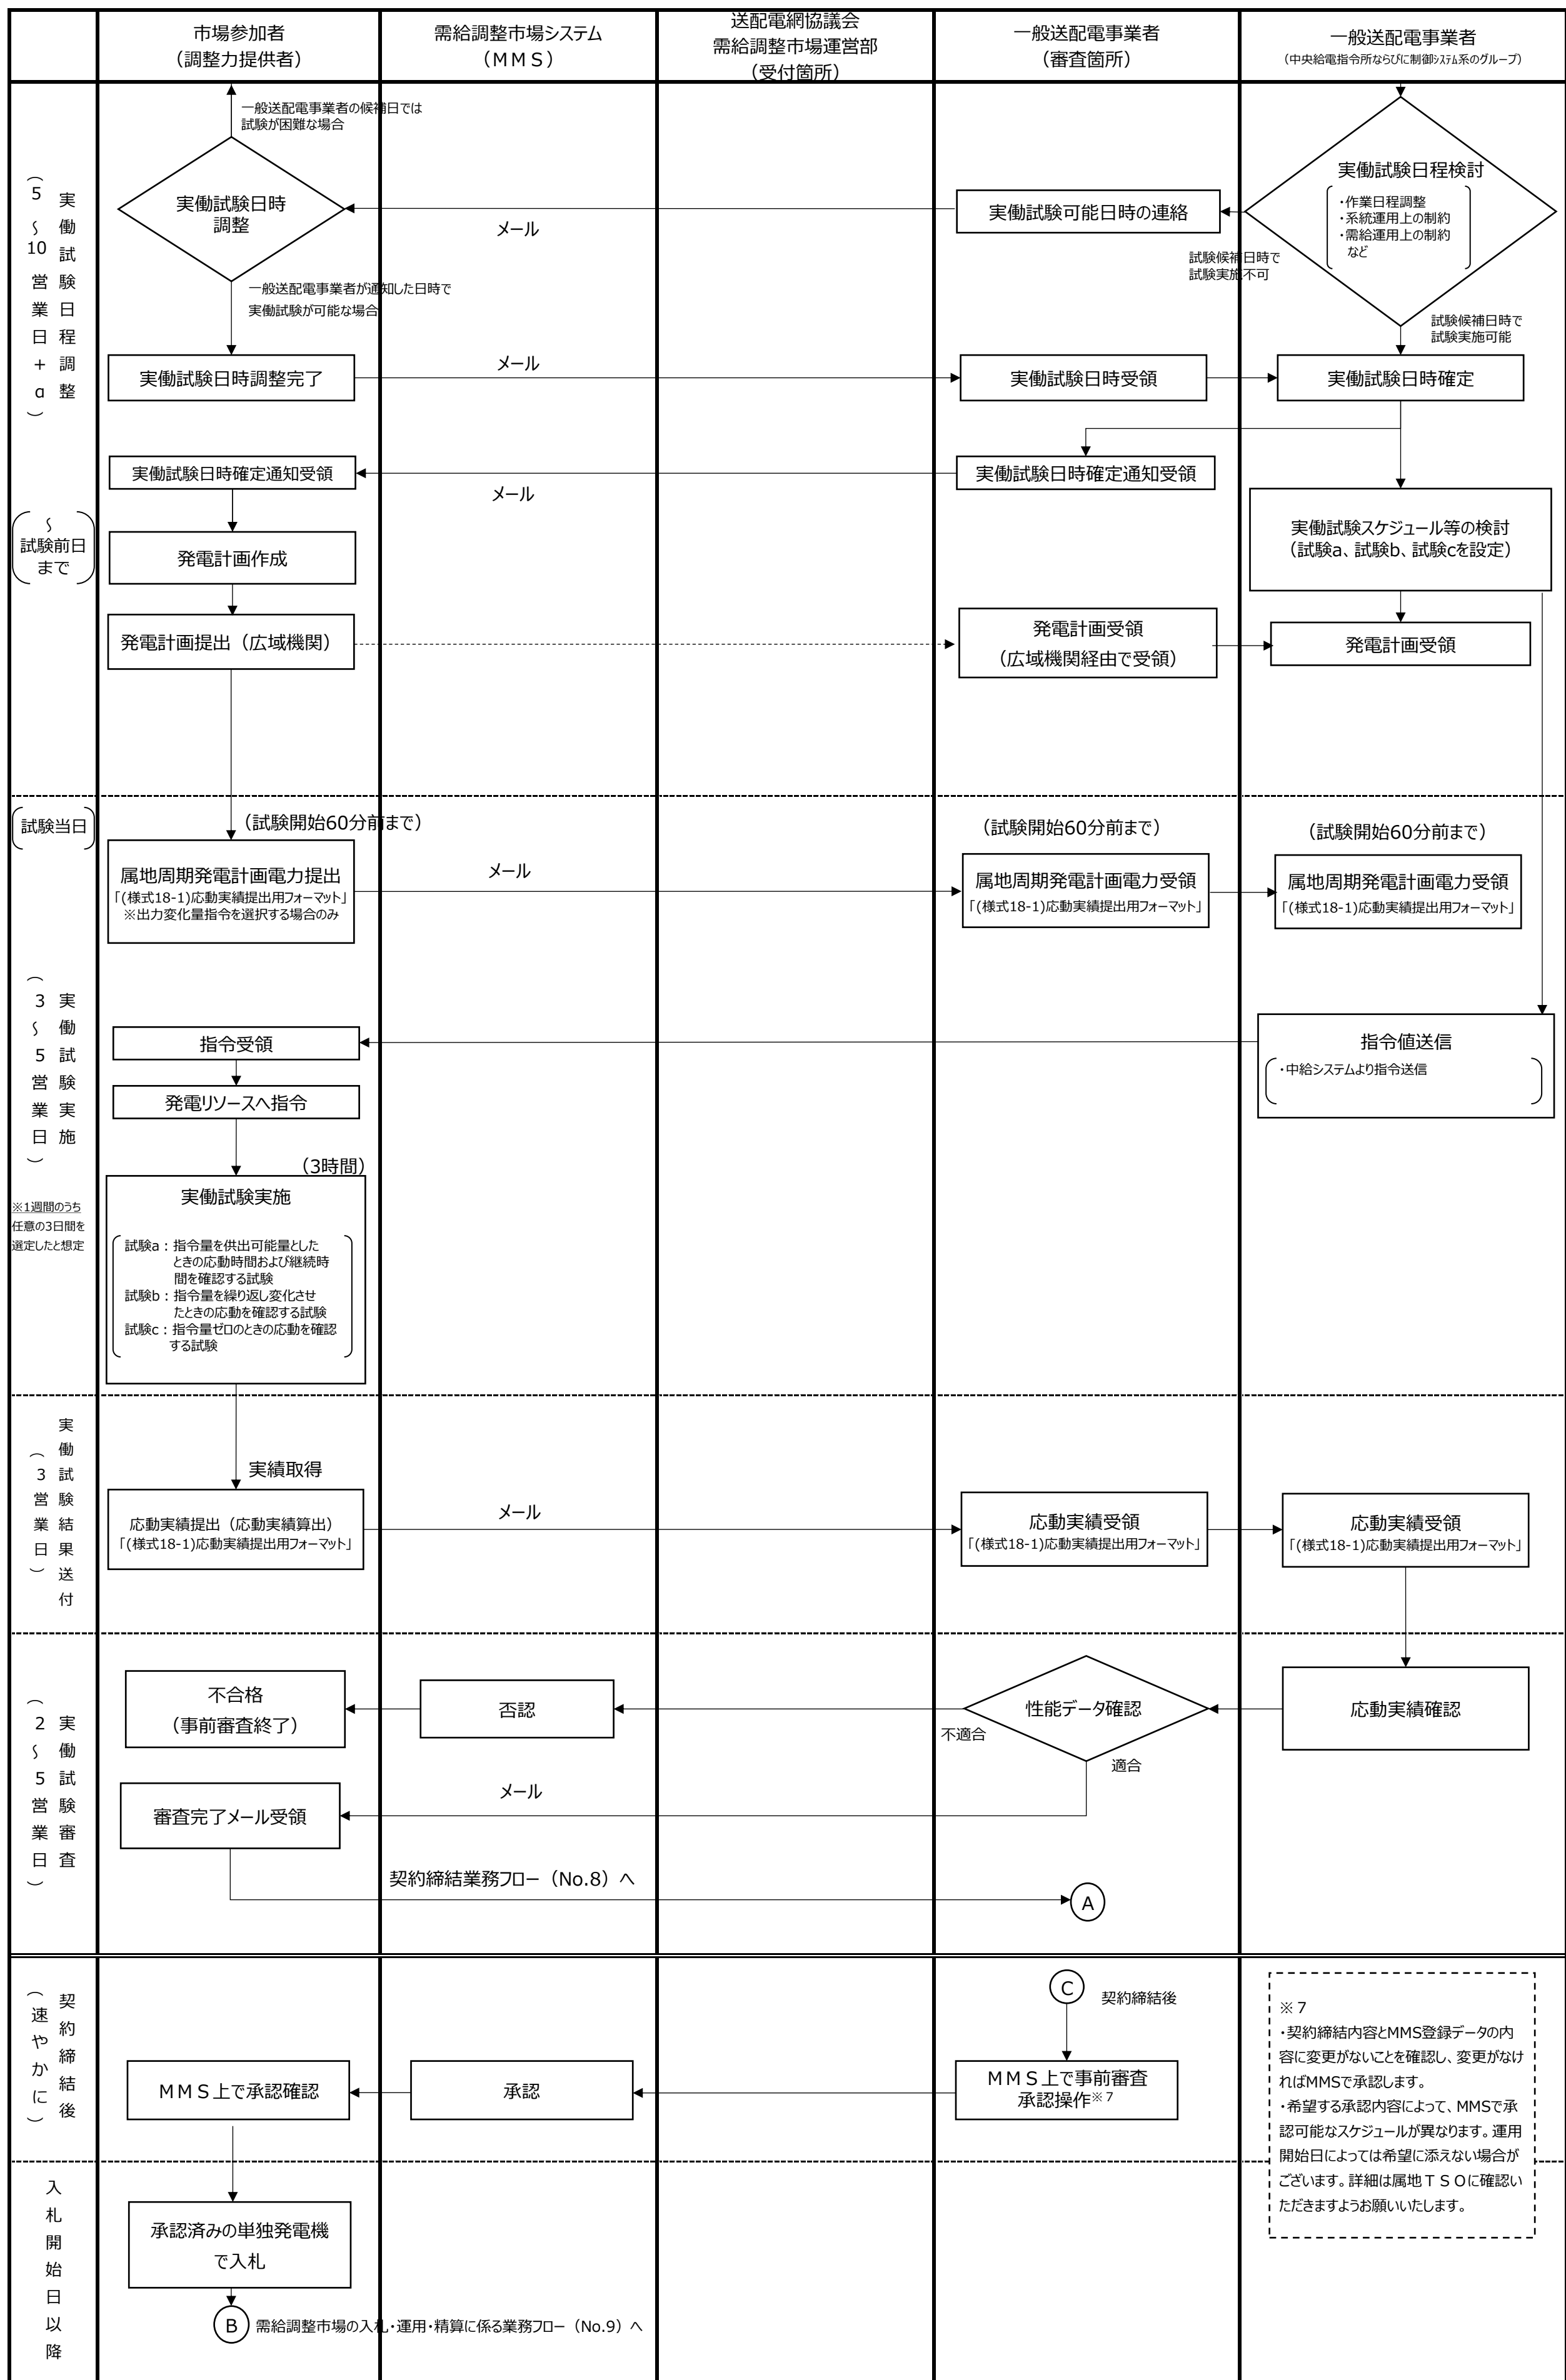 市場参加者
（調整力提供者）
需給調整市場システム
（ＭＭＳ）
送配電網協議会
需給調整市場運営部
（受付箇所）
一般送配電事業者
（審査箇所）
一般送配電事業者
（中央給電指令所ならびに制御システム系のグループ）
実働試験日程調整
（5～10営業日+α）
一般送配電事業者の候補日では
試験が困難な場合
実働試験日時
調整
メール
実働試験可能日時の連絡
実働試験日程検討
・作業日程調整
・系統運用上の制約
・需給運用上の制約
など
試験候補日時で
試験実施不可
一般送配電事業者が通知した日時で
実働試験が可能な場合
試験候補日時で
試験実施可能
実働試験日時調整完了
メール
実働試験日時受領
実働試験日時確定
実働試験日時確定通知受領
メール
実働試験日時確定通知受領
～
試験前日
まで
発電計画作成
実働試験スケジュール等の検討
（試験a、試験b、試験cを設定）
発電計画提出（広域機関）
発電計画受領
（広域機関経由で受領）
発電計画受領
試験当日
（試験開始60分前まで）
（試験開始60分前まで）
（試験開始60分前まで）
属地周期発電計画電力提出
「(様式18-1)応動実績提出用フォーマット」
※出力変化量指令を選択する場合のみ
メール
属地周期発電計画電力受領
「(様式18-1)応動実績提出用フォーマット」
属地周期発電計画電力受領
「(様式18-1)応動実績提出用フォーマット」
実働試験実施
（3～5営業日）
※1週間のうち
任意の3日間を
選定したと想定
指令受領
指令値送信
・中給システムより指令送信
発電リソースへ指令
（3時間）
実働試験実施
試験a：指令量を供出可能量とした
ときの応動時間および継続時
間を確認する試験
試験b：指令量を繰り返し変化させ
たときの応動を確認する試験
試験c：指令量ゼロのときの応動を確認
する試験
実働試験結果送付
（3営業日）
実績取得
応動実績提出（応動実績算出）
「(様式18-1)応動実績提出用フォーマット」
メール
応動実績受領
「(様式18-1)応動実績提出用フォーマット」
応動実績受領
「(様式18-1)応動実績提出用フォーマット」
実働試験審査
（2～5営業日）
不合格
（事前審査終了）
否認
性能データ確認
応動実績確認
不適合
適合
審査完了メール受領
メール
契約締結業務フロー（No.8）へ
A
契約締結後
（速やかに）
C
契約締結後
ＭＭＳ上で承認確認
承認
ＭＭＳ上で事前審査
承認操作※７
※７
・契約締結内容とMMS登録データの内
容に変更がないことを確認し、変更がなけ
ればMMSで承認します。
・希望する承認内容によって、MMSで承
認可能なスケジュールが異なります。運用
開始日によっては希望に添えない場合が
ございます。詳細は属地ＴＳＯに確認い
ただきますようお願いいたします。
入札開始日以降
承認済みの単独発電機
で入札
B
需給調整市場の入札・運用・精算に係る業務フロー（No.9）へ